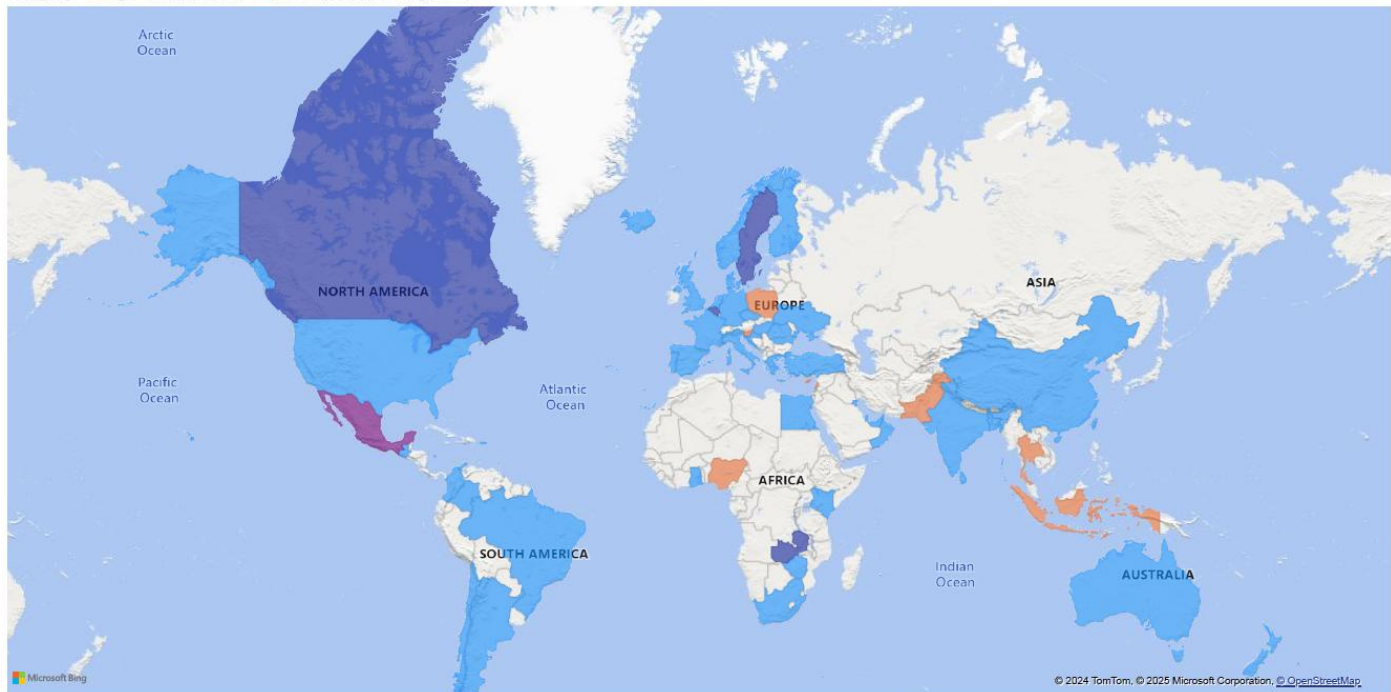 Arctic
Ocean
NORTH AMERICA
EUROPE
ASIA
Pacific
Ocean
Atlantic
Ocean
AFRICA
SOUTH AMERICA
Indian
Ocean
AUSTRALIA
Microsoft Bing
© 2024 TomTom, © 2025 Microsoft Corporation, © OpenStreetMap